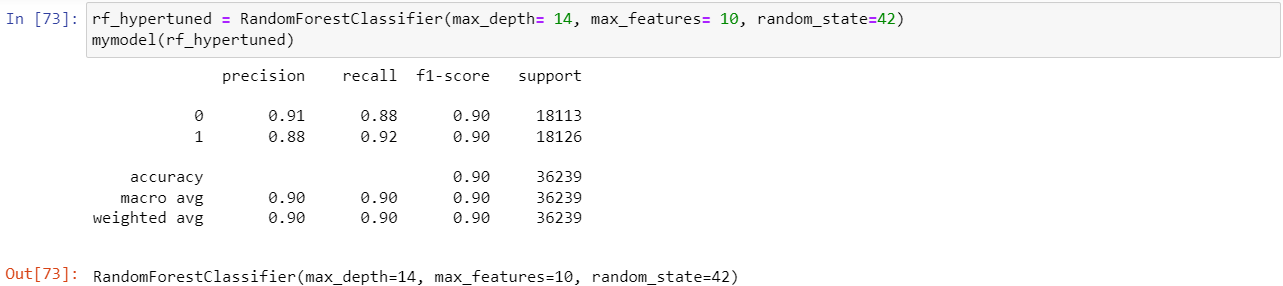 In [73]: rf_hypertuned = RandomForestClassifier(max_depth= 14, max_features= 10, random_state=42)
mymodel(rf_hypertuned)
precision recall f1-score support
0 0.91 0.88 0.90 18113
1 0.88 0.92 0.90 18126
accuracy 0.90 36239
macro avg 0.90 0.90 0.90 36239
weighted avg 0.90 0.90 0.90 36239
Out[73]: RandomForestClassifier(max_depth=14, max_features=10, random_state=42)